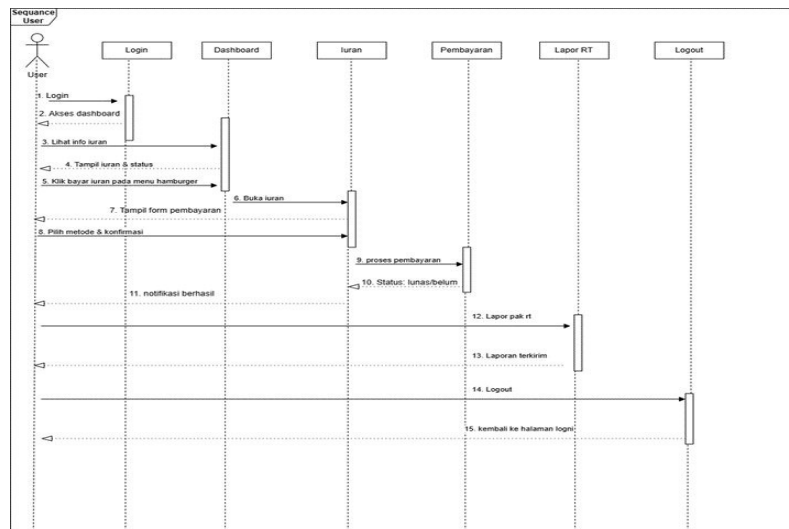 Sequance
User
Login
Dashboard
Iuran
Pembayaran
Lapor RT
Logout
User
1. Login
2. Akses dashboard
3. Lihat info iuran
4. Tampil iuran & status
5. Klik bayar iuran pada menu hamburger
6. Buka iuran
7. Tampil form pembayaran
8. Pilih metode & konfirmasi
9. proses pembayaran
10. Status: lunas/belum
11. notifikasi berhasil
12. Lapor pak rt
13. Laporan terkirim
14. Logout
15. kembali ke halaman logni